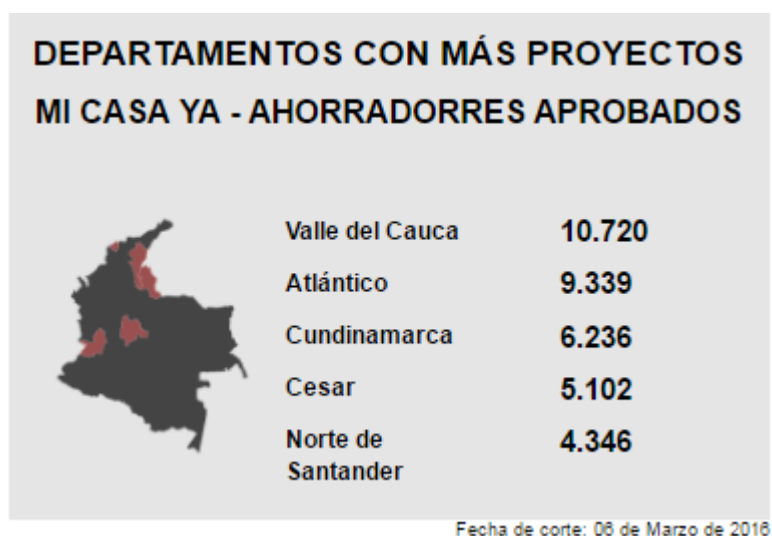 DEPARTAMENTOS CON MÁS PROYECTOS
MI CASA YA - AHORRADORRES APROBADOS
Valle del Cauca 10.720
Atlántico 9.339
Cundinamarca 6.236
Cesar 5.102
Norte de 4.346
Santander
Fecha de corte: 06 de Marzo de 2016